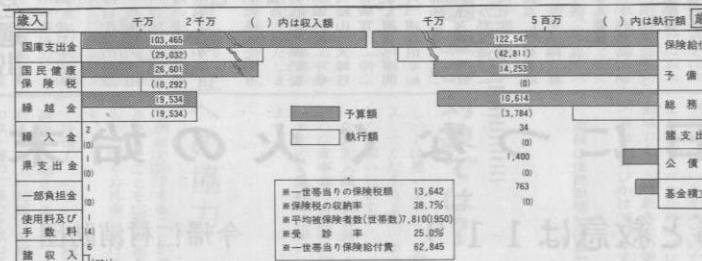 歳入 千万 2千万 ( )内は収入額 千万 5百万 ( )内は執行額
国庫支出金 103,465 122,547 保険給付
(29,032) (42,811)
国民健康保険税 26,601 14,253 予備
(10,292) (0)
繰越金 19,534 10,614 総務
(19,534) (3,784)
予算額
執行額
繰入金 2 34 諸支出
(0) (0)
県支出金 1 1,400 公債
(0) (0)
一部負担金 1 763 基金積立
(0) (0)
使用料及び手数料 1
(4)
諸収入 6
※一世帯当りの保険税額 13,642
※保険税の収納率 38.7%
※平均被保険者数(世帯数)7,810(1950)
※受診率 25.0%
※一世帯当り保険給付費 62,845